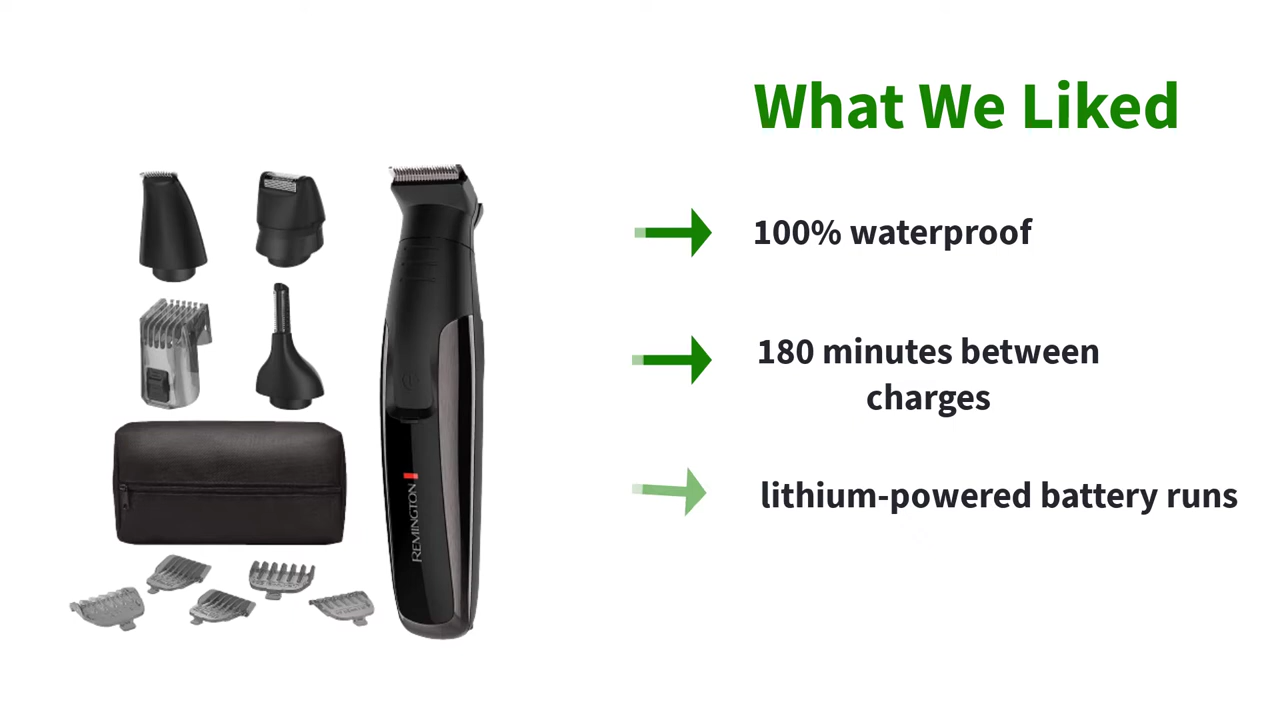 What We Liked
100% waterproof
180 minutes between
charges
lithium-powered battery runs
REMINGTON